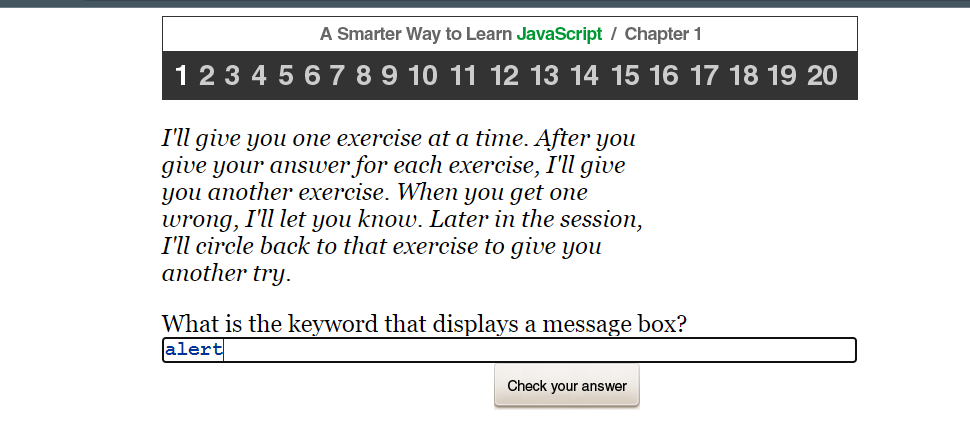 A Smarter Way to Learn JavaScript / Chapter 1
1 2 3 4 5 6 7 8 9 10 11 12 13 14 15 16 17 18 19 20
I'll give you one exercise at a time. After you
give your answer for each exercise, I'll give
you another exercise. When you get one
wrong, I'll let you know. Later in the session,
I'll circle back to that exercise to give you
another try.
What is the keyword that displays a message box?
alert
Check your answer